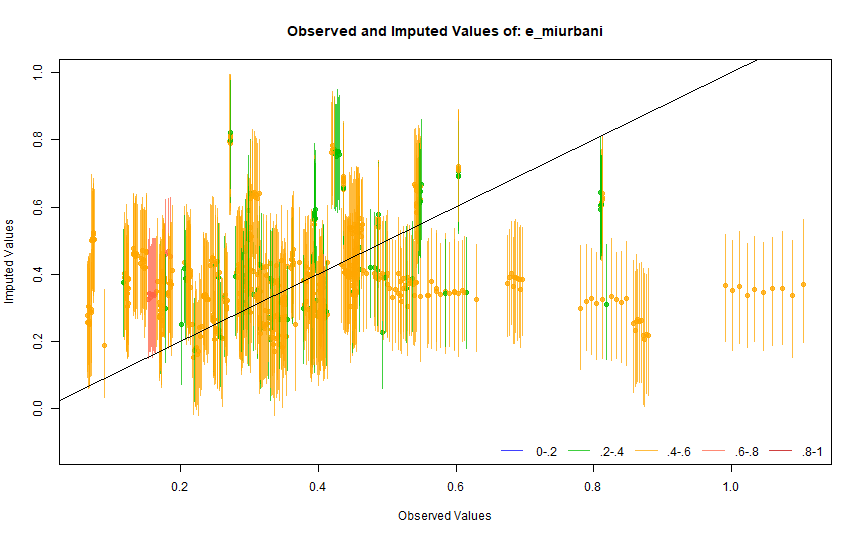 Observed and Imputed Values of: e_miurbani
Imputed Values
1.0
0.8
0.6
0.4
0.2
0.0
0-.2 .2-.4 .4-.6 .6-.8 .8-1
0.2 0.4 0.6 0.8 1.0
Observed Values